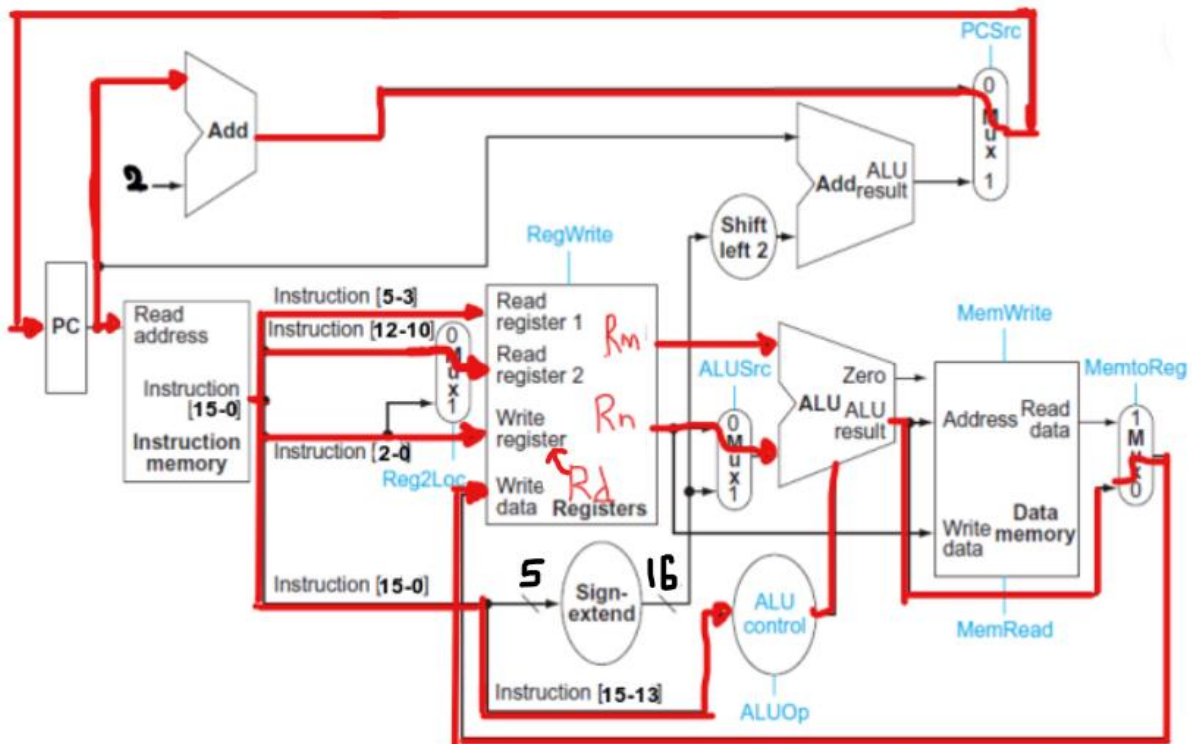 PCSrc
0
M
u
x
1
Add
2
Add
ALU
result
Shift
left 2
RegWrite
PC
Read
address
Instruction
[15-0]
Instruction
memory
Instruction [5-3]
Instruction [12-10]
0
M
u
x
1
Instruction [2-0]
Reg2Loc
Read
register 1
Read
register 2
Write
register
Write
data
Registers
Rm
Rn
Rd
ALUSrc
0
M
u
x
1
Zero
ALU
ALU
result
MemWrite
Address
Read
data
Write
data
Data
memory
MemRead
MemtoReg
1
M
u
x
0
Instruction [15-0]
5
Sign-
extend
16
ALU
control
Instruction [15-13]
ALUOp